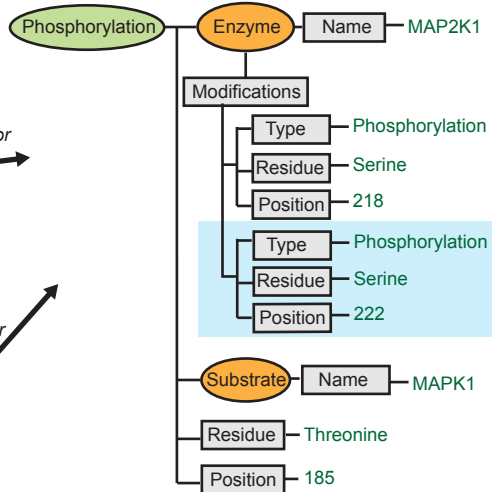 Phosphorylation Enzyme Name MAP2K1
Modifications
or
Type Phosphorylation
Residue Serine
Position 218
Type Phosphorylation
Residue Serine
Position 222
r
Substrate Name MAPK1
Residue Threonine
Position 185